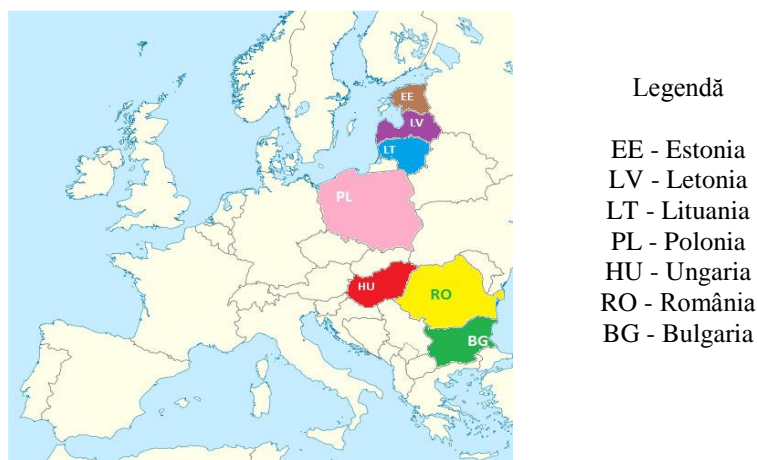 EE
LV
LT
PL
HU
RO
BG
Legendă
EE - Estonia
LV - Letonia
LT - Lituania
PL - Polonia
HU - Ungaria
RO - România
BG - Bulgaria